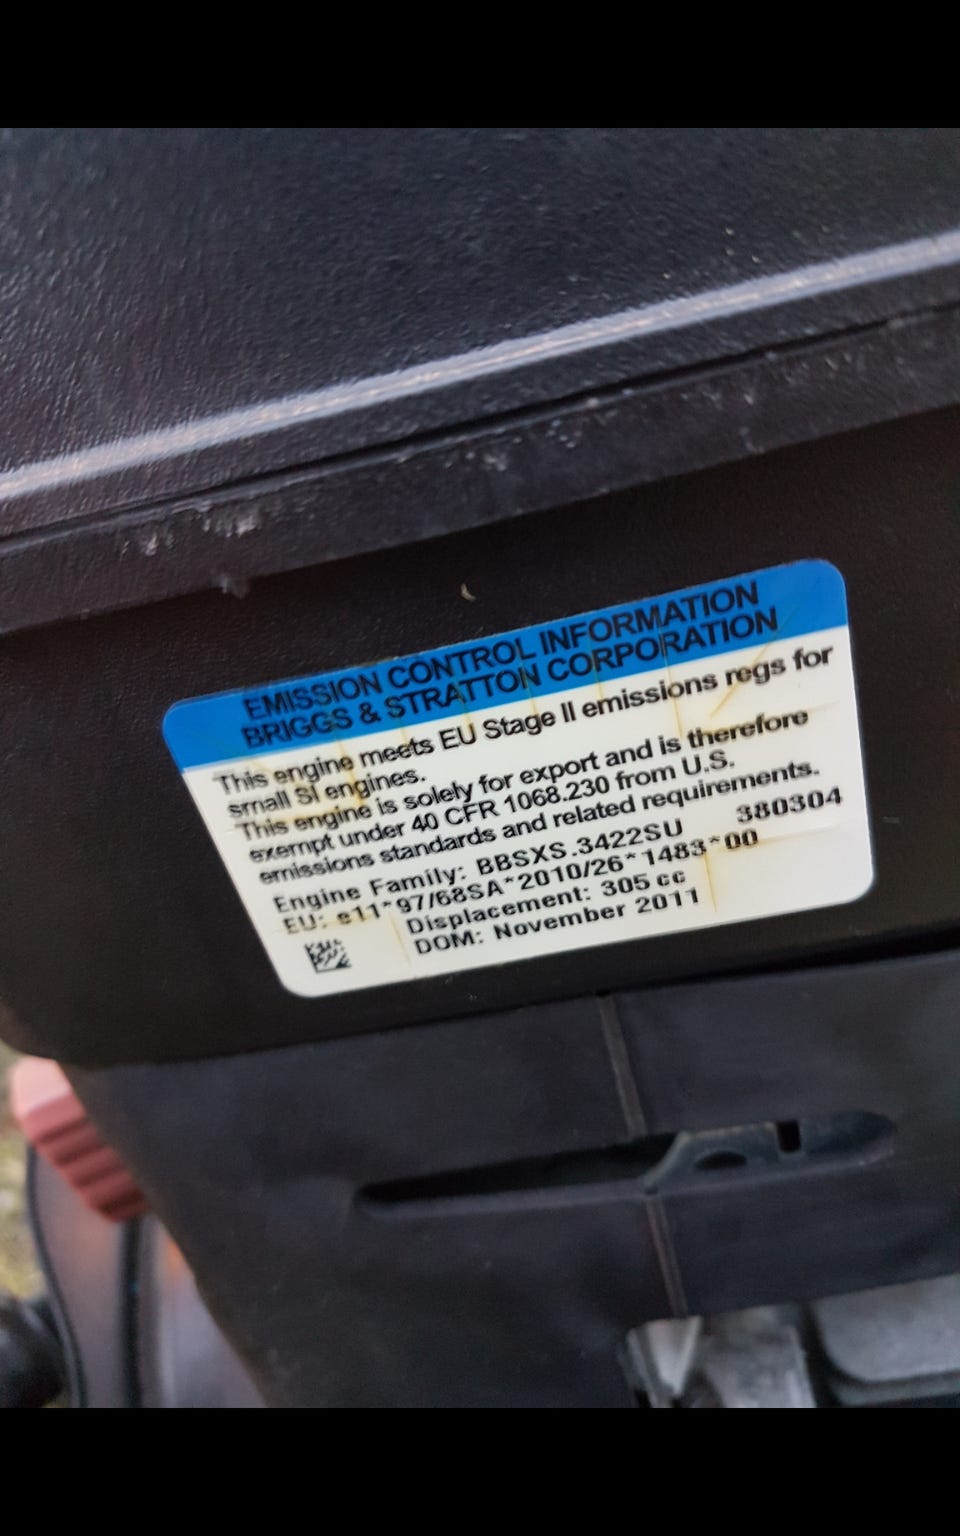 EMISSION CONTROL INFORMATION
BRIGGS & STRATTON CORPORATION
This engine meets EU Stage II emissions regs for
small SI engines.
This engine is solely for export and is therefore
exempt under 40 CFR 1068.230 from U.S.
emissions standards and related requirements.
380304
Engine Family: BBSXS.3422SU
EU: e11*97/68SA*2010/26*1483*00
Displacement: 305 cc
DOM: November 2011